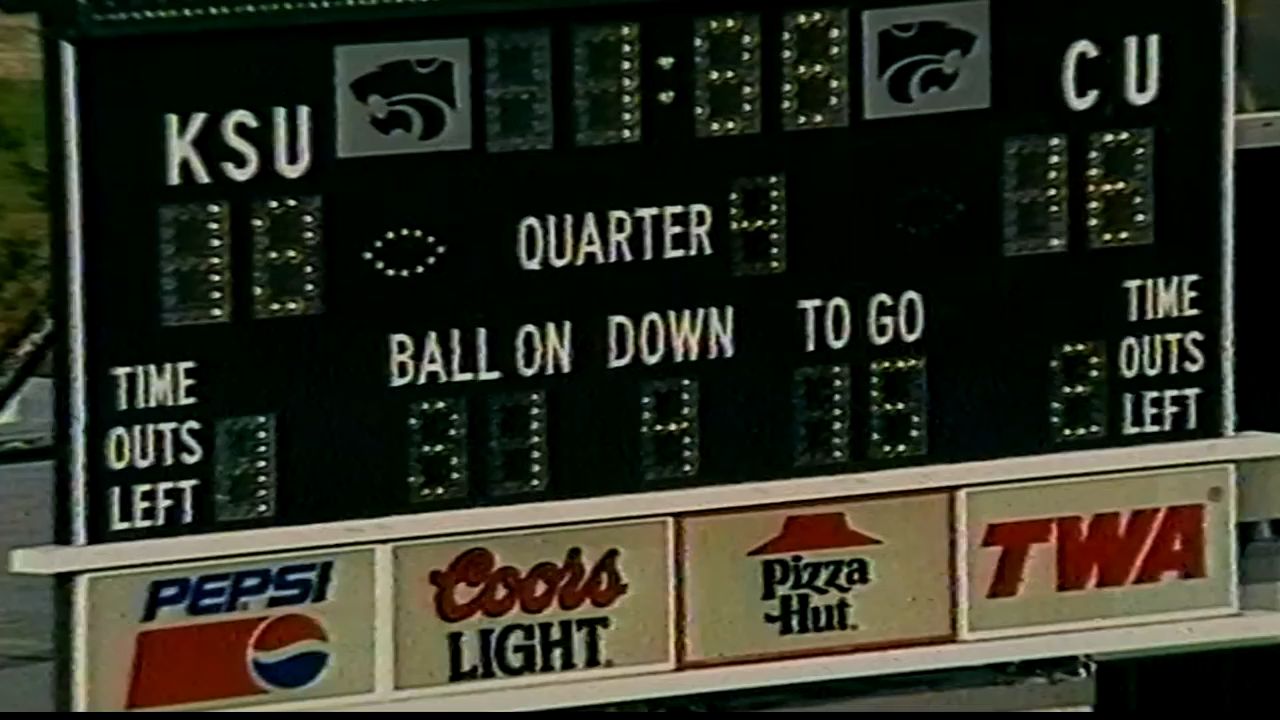 KSU
CU
QUARTER 4
BALL ON DOWN TO GO
TIME
OUTS
LEFT
TIME
OUTS
LEFT
PEPSI
Coors
LIGHT
Pizza
Hut
TWA